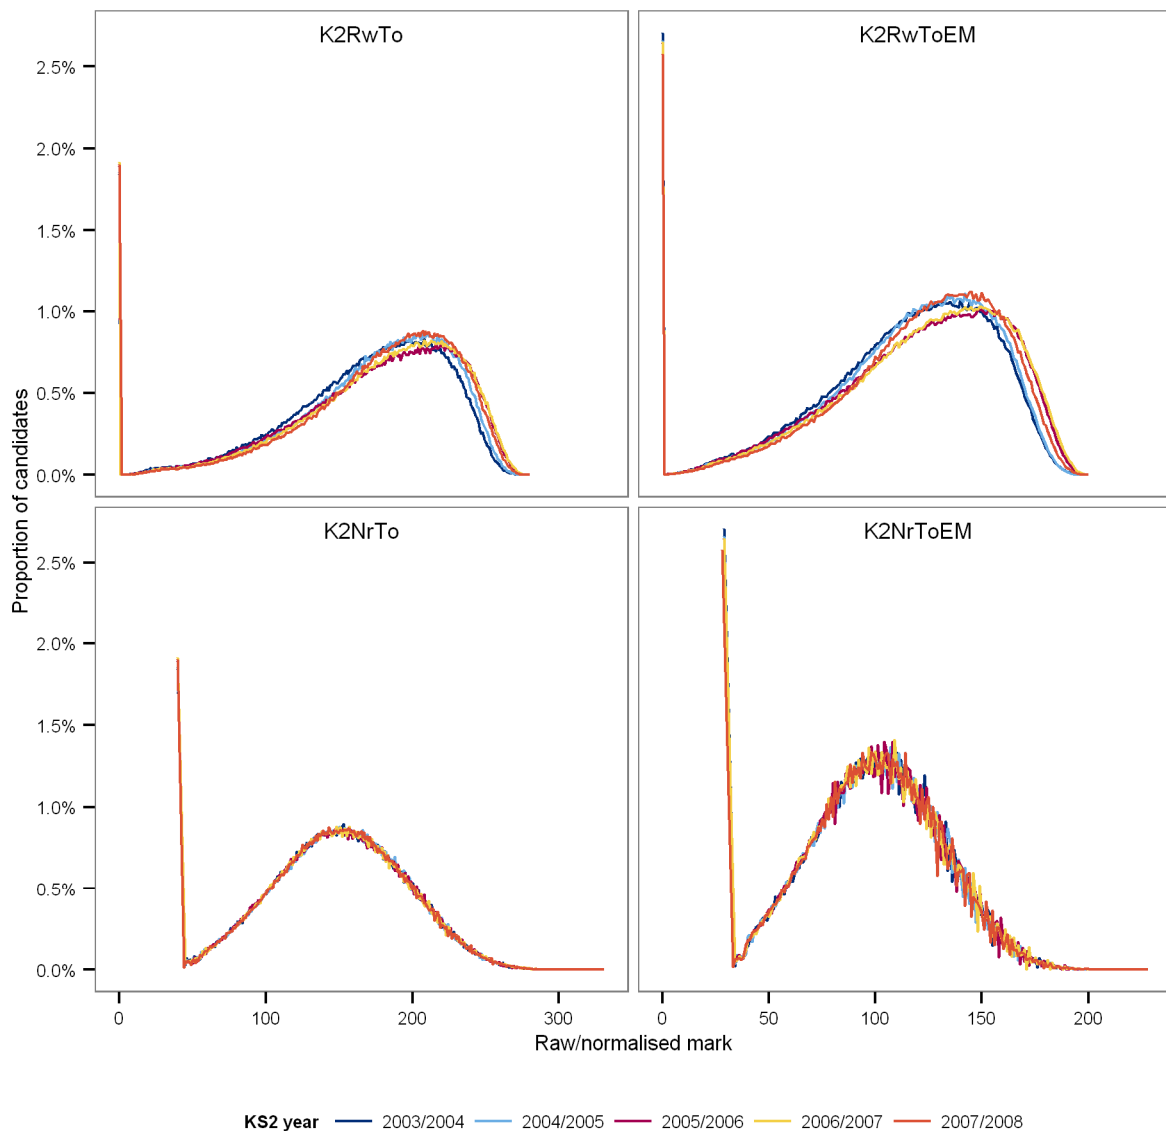 K2RwTo
K2RwToEM
2.5%
2.0%
1.5%
1.0%
0.5%
0.0%
K2NrTo
K2NrToEM
2.5%
2.0%
1.5%
1.0%
0.5%
0.0%
Proportion of candidates
0 100 200 300
0 50 100 150 200
Raw/normalised mark
KS2 year 2003/2004 2004/2005 2005/2006 2006/2007 2007/2008